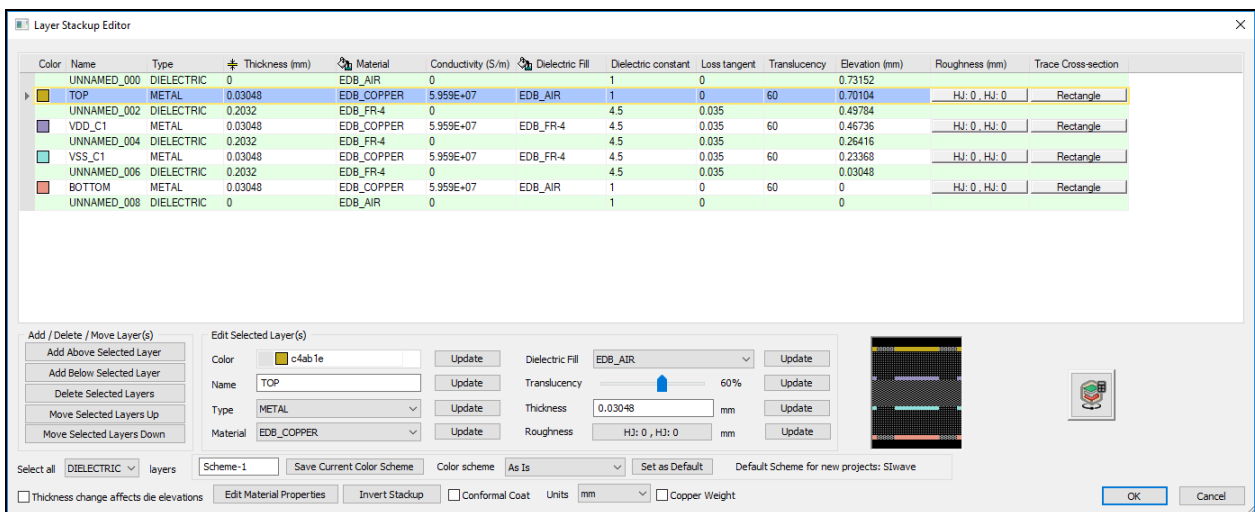 Layer Stackup Editor
Color Name Type Thickness (mm) Material Conductivity (S/m) Dielectric Fill Dielectric constant Loss tangent Translucency Elevation (mm) Roughness (mm) Trace Cross-section
UNNAMED_000 DIELECTRIC 0 EDB_AIR 0 1 0 0.73152
TOP METAL 0.03048 EDB_COPPER 5.959E+07 EDB_AIR 1 0 60 0.70104 HJ: 0 , HJ: 0 Rectangle
UNNAMED_002 DIELECTRIC 0.2032 EDB_FR-4 0 4.5 0.035 0.49784
VDD_C1 METAL 0.03048 EDB_COPPER 5.959E+07 EDB_FR-4 4.5 0.035 60 0.46736 HJ: 0 , HJ: 0 Rectangle
UNNAMED_004 DIELECTRIC 0.2032 EDB_FR-4 0 4.5 0.035 0.26416
VSS_C1 METAL 0.03048 EDB_COPPER 5.959E+07 EDB_FR-4 4.5 0.035 60 0.23368 HJ: 0 , HJ: 0 Rectangle
UNNAMED_006 DIELECTRIC 0.2032 EDB_FR-4 0 4.5 0.035 0.03048
BOTTOM METAL 0.03048 EDB_COPPER 5.959E+07 EDB_AIR 1 0 60 0 HJ: 0 , HJ: 0 Rectangle
UNNAMED_008 DIELECTRIC 0 EDB_AIR 0 1 0 0
Add / Delete / Move Layer(s) Edit Selected Layer(s)
Add Above Selected Layer Color c4ab1e Update Dielectric Fill EDB_AIR Update
Add Below Selected Layer Name TOP Update Translucency 60% Update
Delete Selected Layers
Move Selected Layers Up Type METAL Update Thickness 0.03048 mm Update
Move Selected Layers Down Material EDB_COPPER Update Roughness HJ: 0 , HJ: 0 mm Update
Select all DIELECTRIC layers Scheme-1 Save Current Color Scheme Color scheme As Is Set as Default Default Scheme for new projects: SIwave
Thickness change affects die elevations Edit Material Properties Invert Stackup Conformal Coat Units mm Copper Weight OK Cancel